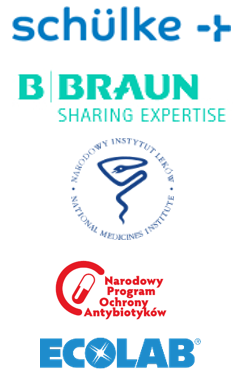 schülke
B BRAUN
SHARING EXPERTISE
· NARODOWY INSTYTUT LEKÓW ·
NATIONAL MEDICINES INSTITUTE
Narodowy
Program
Ochrony
Antybiotyków
ECOLAB®